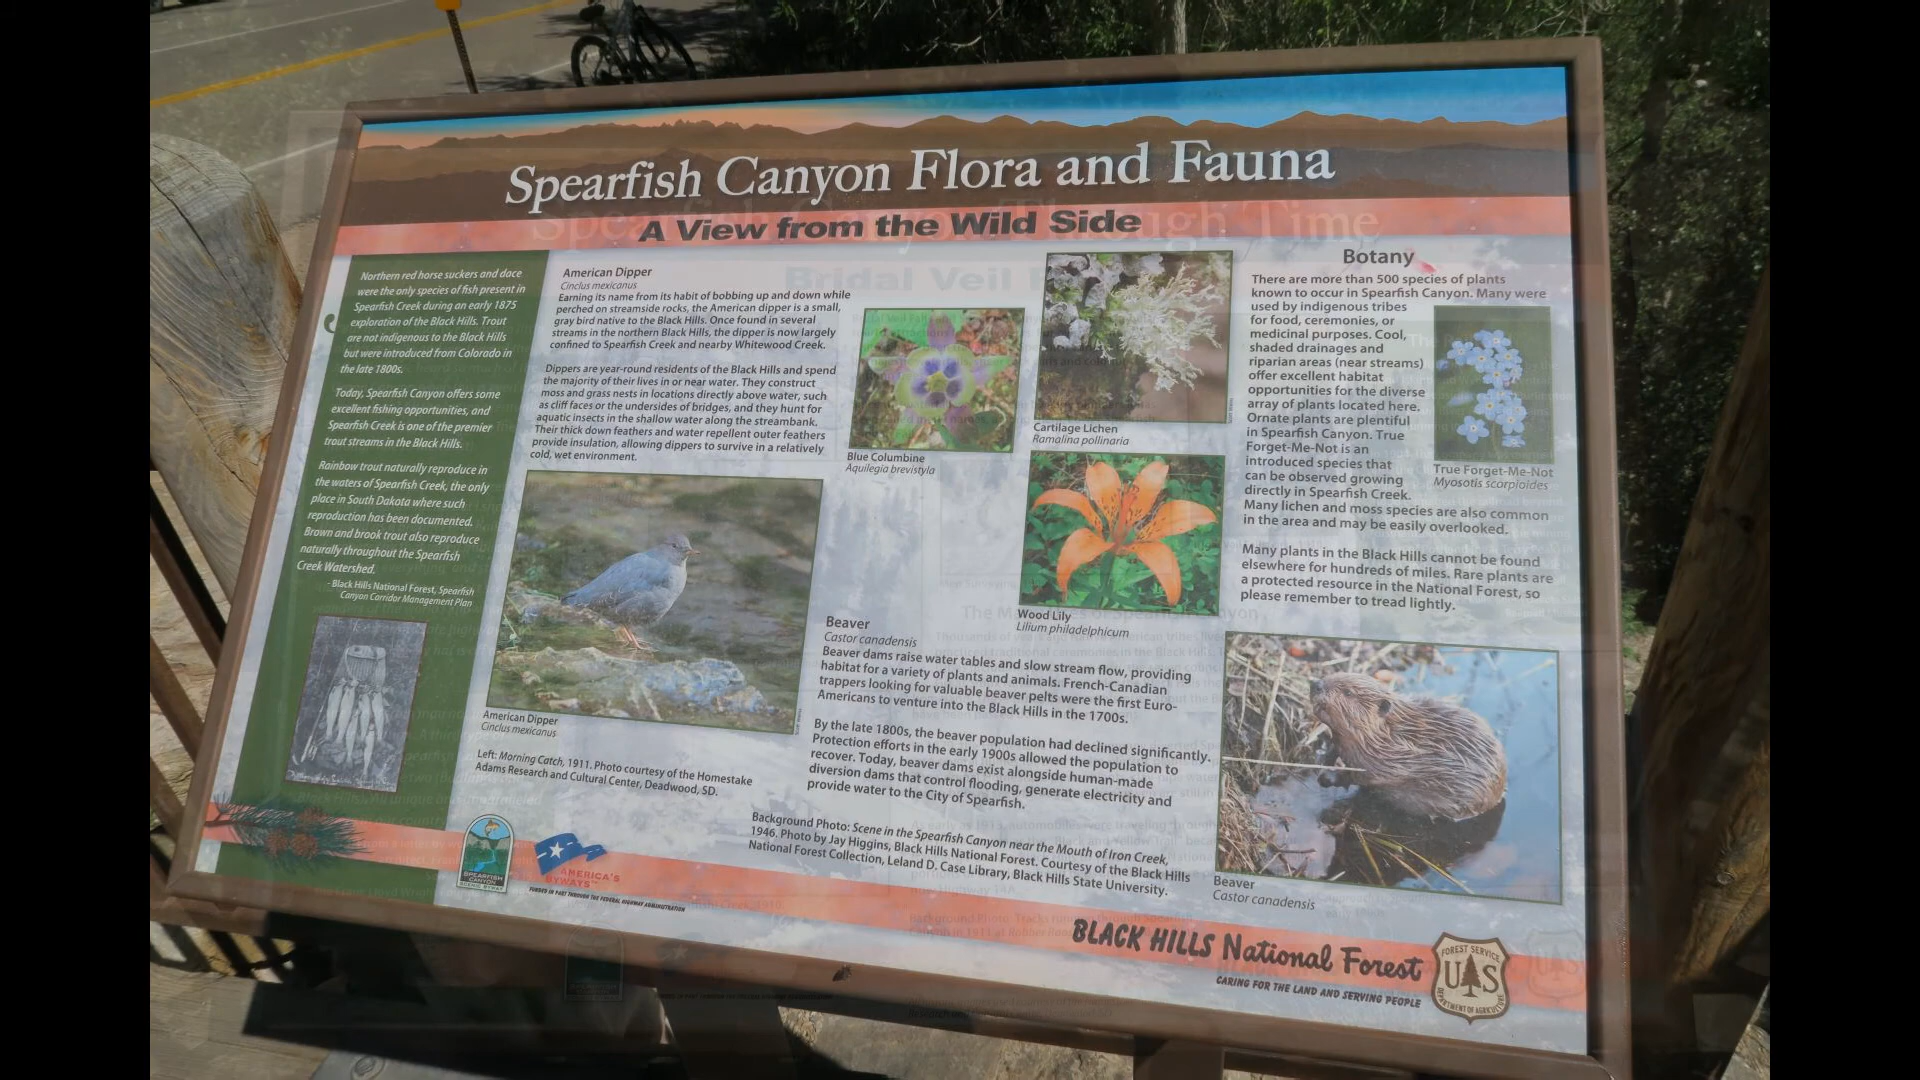 Spearfish Canyon Flora and Fauna
A View from the Wild Side
Northern red horse suckers and dace
were the only species of fish present in
Spearfish Creek during an early 1875
exploration of the Black Hills. Trout
are not indigenous to the Black Hills
but were introduced from Colorado in
the late 1800s.
Today, Spearfish Canyon offers some
excellent fishing opportunities, and
Spearfish Creek is one of the premier
trout streams in the Black Hills.
Rainbow trout naturally reproduce in
the waters of Spearfish Creek, the only
place in South Dakota where such
reproduction has been documented.
Brown and brook trout also reproduce
naturally throughout the Spearfish
Creek Watershed.
- Black Hills National Forest, Spearfish
Canyon Corridor Management Plan
American Dipper
Cinclus mexicanus
Earning its name from its habit of bobbing up and down while
perched on streamside rocks, the American dipper is a small,
gray bird native to the Black Hills. Once found in several
streams in the northern Black Hills, the dipper is now largely
confined to Spearfish Creek and nearby Whitewood Creek.
Dippers are year-round residents of the Black Hills and spend
the majority of their lives in or near water. They construct
moss and grass nests in locations directly above water, such
as cliff faces or the undersides of bridges, and they hunt for
aquatic insects in the shallow water along the streambank.
Their thick down feathers and water repellent outer feathers
provide insulation, allowing dippers to survive in a relatively
cold, wet environment.
American Dipper
Cinclus mexicanus
Left: Morning Catch, 1911. Photo courtesy of the Homestake
Adams Research and Cultural Center, Deadwood, SD.
Blue Columbine
Aquilegia brevistyla
Cartilage Lichen
Ramalina pollinaria
Wood Lily
Lilium philadelphicum
Beaver
Castor canadensis
Beaver dams raise water tables and slow stream flow, providing
habitat for a variety of plants and animals. French-Canadian
trappers looking for valuable beaver pelts were the first Euro-
Americans to venture into the Black Hills in the 1700s.
By the late 1800s, the beaver population had declined significantly.
Protection efforts in the early 1900s allowed the population to
recover. Today, beaver dams exist alongside human-made
diversion dams that control flooding, generate electricity and
provide water to the City of Spearfish.
Background Photo: Scene in the Spearfish Canyon near the Mouth of Iron Creek,
1946. Photo by Jay Higgins, Black Hills National Forest. Courtesy of the Black Hills
National Forest Collection, Leland D. Case Library, Black Hills State University.
Botany
There are more than 500 species of plants
known to occur in Spearfish Canyon. Many were
used by indigenous tribes
for food, ceremonies, or
medicinal purposes. Cool,
shaded drainages and
riparian areas (near streams)
offer excellent habitat
opportunities for the diverse
array of plants located here.
Ornate plants are plentiful
in Spearfish Canyon. True
Forget-Me-Not is an
introduced species that
can be observed growing
directly in Spearfish Creek.
Many lichen and moss species are also common
in the area and may be easily overlooked.
Many plants in the Black Hills cannot be found
elsewhere for hundreds of miles. Rare plants are
a protected resource in the National Forest, so
please remember to tread lightly.
True Forget-Me-Not
Myosotis scorpioides
Beaver
Castor canadensis
SPEARFISH
CANYON
SCENIC BYWAY
AMERICA'S
BYWAYS™
FUNDED IN PART THROUGH THE FEDERAL HIGHWAY ADMINISTRATION
BLACK HILLS National Forest
CARING FOR THE LAND AND SERVING PEOPLE
FOREST SERVICE
U S
DEPARTMENT OF AGRICULTURE
Spearfish Canyon Through Time
Bridal Veil